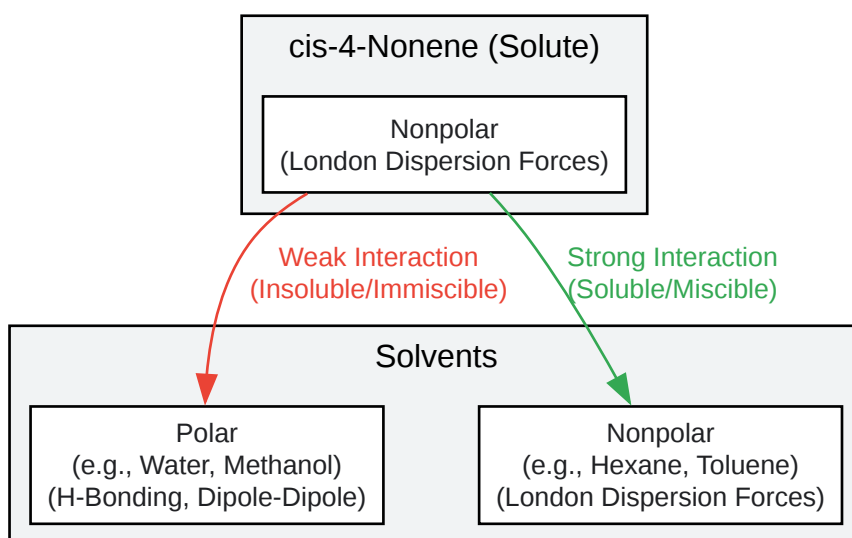 cis-4-Nonene (Solute)
Nonpolar
(London Dispersion Forces)
Weak Interaction
(Insoluble/Immiscible)
Strong Interaction
(Soluble/Miscible)
Solvents
Polar
(e.g., Water, Methanol)
(H-Bonding, Dipole-Dipole)
Nonpolar
(e.g., Hexane, Toluene)
(London Dispersion Forces)